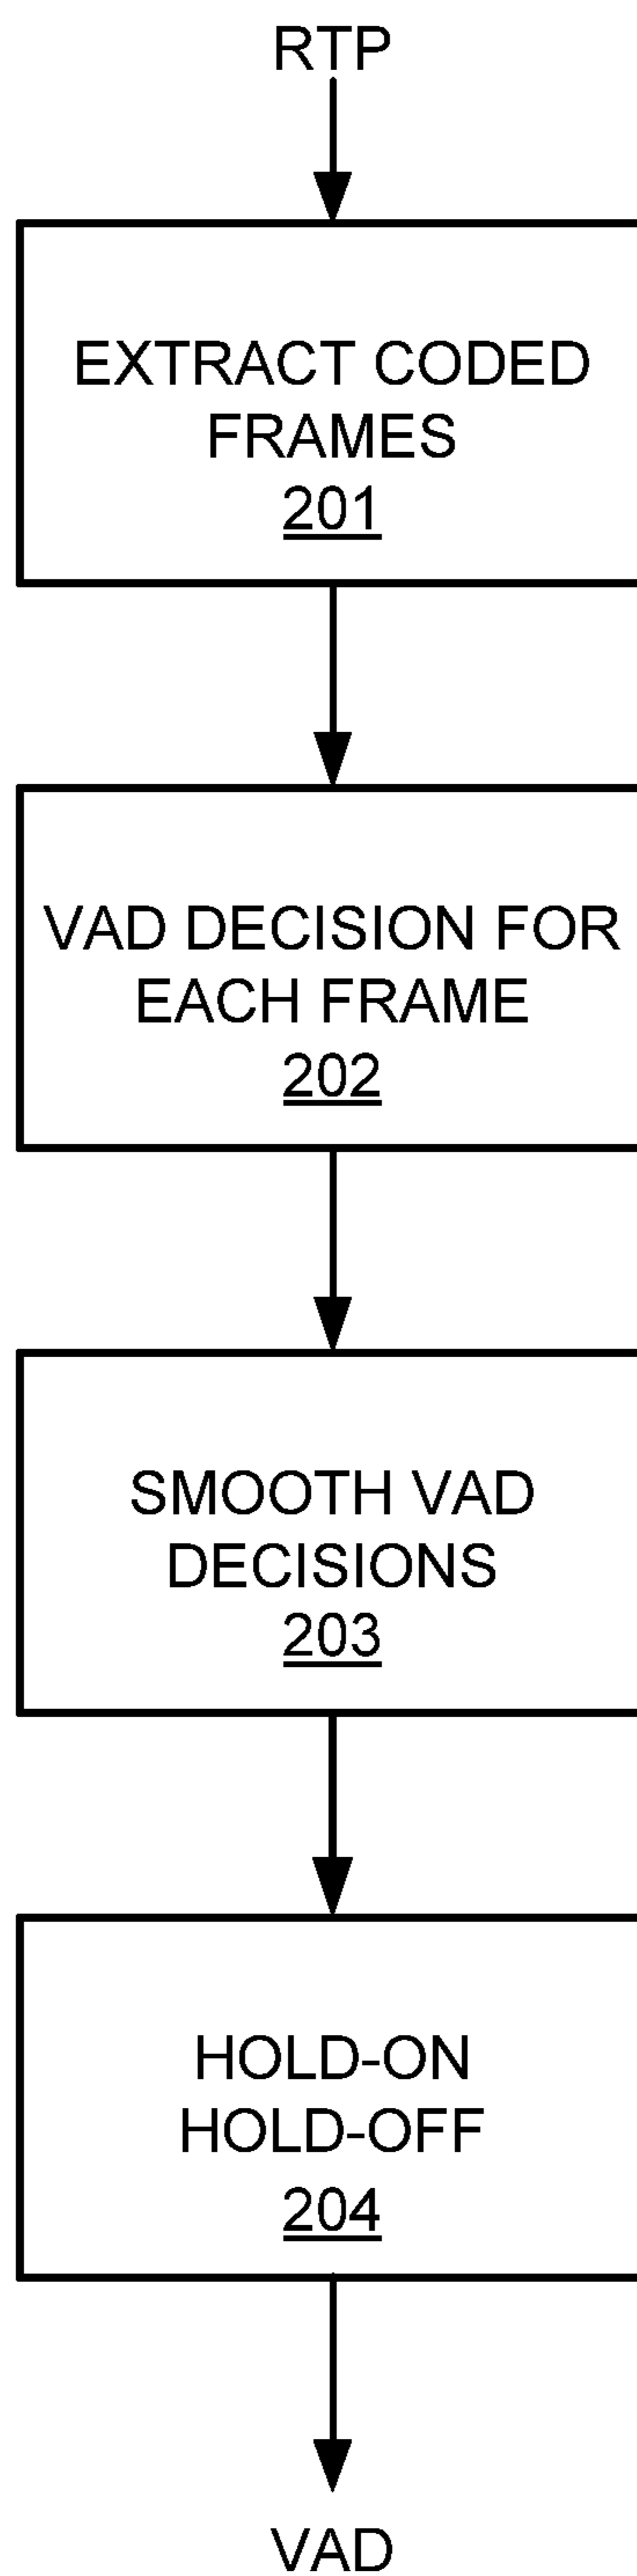 RTP
EXTRACT CODED
FRAMES
201
VAD DECISION FOR
EACH FRAME
202
SMOOTH VAD
DECISIONS
203
HOLD-ON
HOLD-OFF
204
VAD